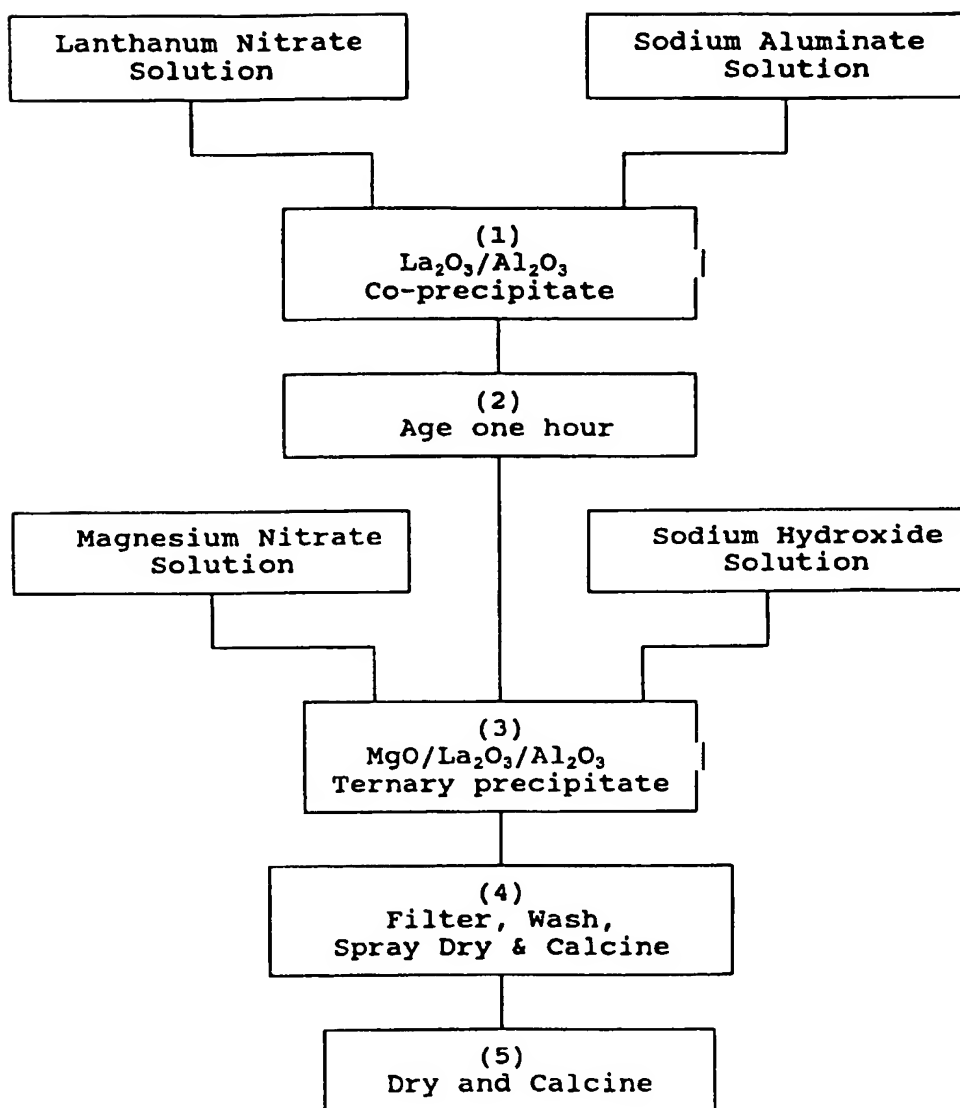 Lanthanum Nitrate
Solution
Sodium Aluminate
Solution
(1)
La₂O₃/Al₂O₃
Co-precipitate
(2)
Age one hour
Magnesium Nitrate
Solution
Sodium Hydroxide
Solution
(3)
MgO/La₂O₃/Al₂O₃
Ternary precipitate
(4)
Filter, Wash,
Spray Dry & Calcine
(5)
Dry and Calcine